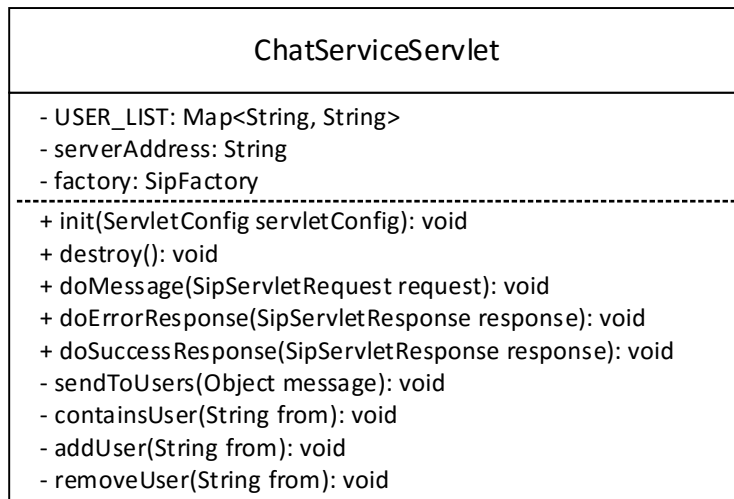 ChatServiceServlet
- USER_LIST: Map<String, String>
- serverAddress: String
- factory: SipFactory
+ init(ServletConfig servletConfig): void
+ destroy(): void
+ doMessage(SipServletRequest request): void
+ doErrorResponse(SipServletResponse response): void
+ doSuccessResponse(SipServletResponse response): void
- sendToUsers(Object message): void
- containsUser(String from): void
- addUser(String from): void
- removeUser(String from): void